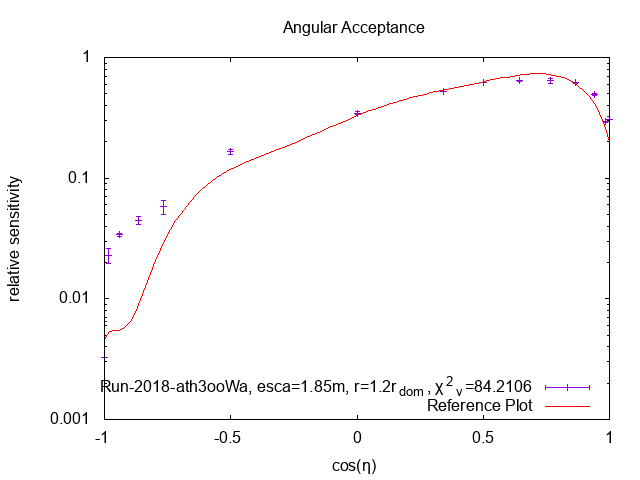 Angular Acceptance
relative sensitivity
1
0.1
0.01
0.001
Run-2018-ath3ooWa, esca=1.85m, r=1.2r_dom, χ²_ν=84.2106
Reference Plot
-1
-0.5
0
0.5
1
cos(η)